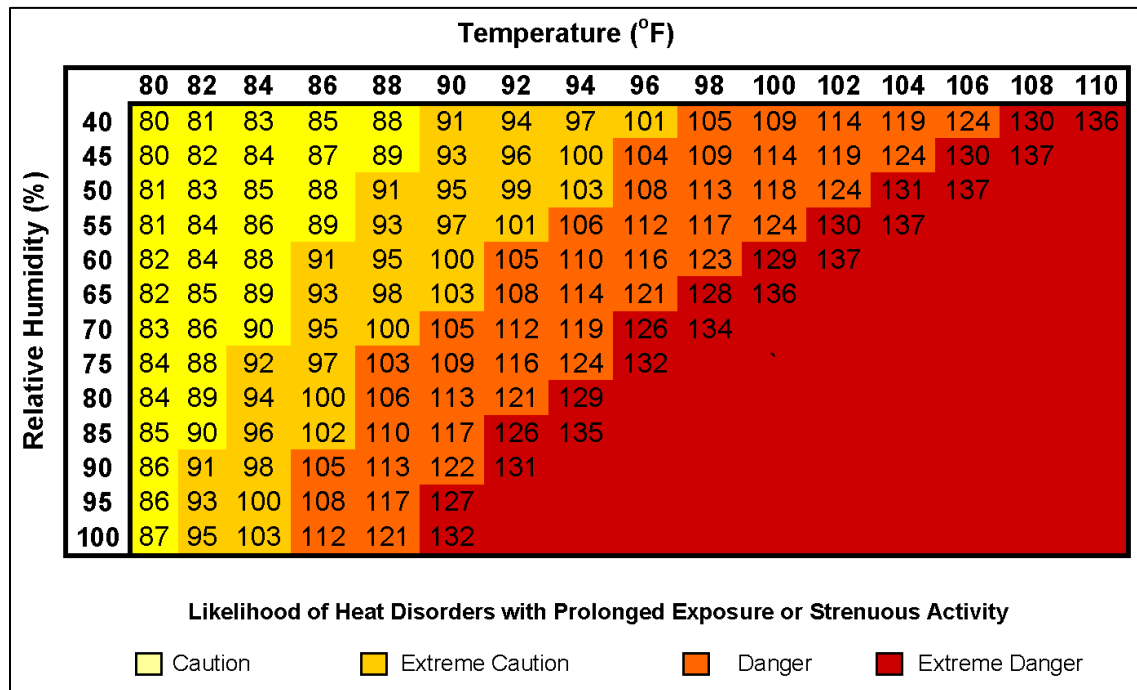 Temperature (°F)
80 82 84 86 88 90 92 94 96 98 100 102 104 106 108 110
Relative Humidity (%)
40 80 81 83 85 88 91 94 97 101 105 109 114 119 124 130 136
45 80 82 84 87 89 93 96 100 104 109 114 119 124 130 137
50 81 83 85 88 91 95 99 103 108 113 118 124 131 137
55 81 84 86 89 93 97 101 106 112 117 124 130 137
60 82 84 88 91 95 100 105 110 116 123 129 137
65 82 85 89 93 98 103 108 114 121 128 136
70 83 86 90 95 100 105 112 119 126 134
75 84 88 92 97 103 109 116 124 132 `
80 84 89 94 100 106 113 121 129
85 85 90 96 102 110 117 126 135
90 86 91 98 105 113 122 131
95 86 93 100 108 117 127
100 87 95 103 112 121 132
Likelihood of Heat Disorders with Prolonged Exposure or Strenuous Activity
Caution Extreme Caution Danger Extreme Danger